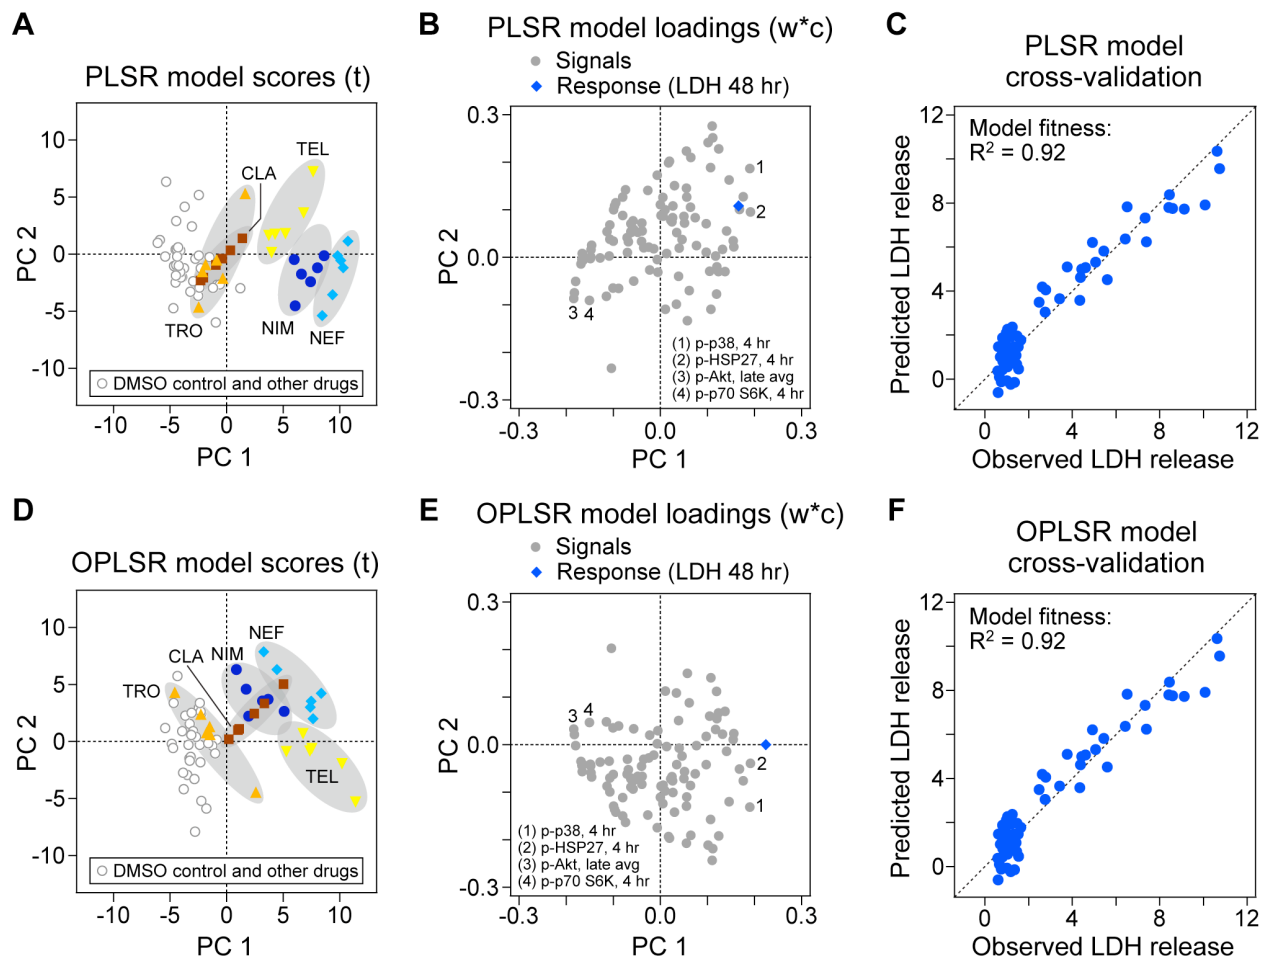 A
PLSR model scores (t)
PC 2
10
5
0
-5
-10
TEL
CLA
TRO
NIM
NEF
DMSO control and other drugs
-10
-5
0
5
10
PC 1
B
PLSR model loadings (w*c)
Signals
Response (LDH 48 hr)
PC 2
0.3
0.0
-0.3
1
2
3 4
(1) p-p38, 4 hr
(2) p-HSP27, 4 hr
(3) p-Akt, late avg
(4) p-p70 S6K, 4 hr
-0.3
0.0
0.3
PC 1
C
PLSR model
cross-validation
Model fitness:
R² = 0.92
Predicted LDH release
12
8
4
0
0
4
8
12
Observed LDH release
D
OPLSR model scores (t)
PC 2
10
5
0
-5
-10
NEF
CLA
NIM
TRO
TEL
DMSO control and other drugs
-10
-5
0
5
10
PC 1
E
OPLSR model loadings (w*c)
Signals
Response (LDH 48 hr)
PC 2
0.3
0.0
-0.3
3 4
2
1
(1) p-p38, 4 hr
(2) p-HSP27, 4 hr
(3) p-Akt, late avg
(4) p-p70 S6K, 4 hr
-0.3
0.0
0.3
PC 1
F
OPLSR model
cross-validation
Model fitness:
R² = 0.92
Predicted LDH release
12
8
4
0
0
4
8
12
Observed LDH release